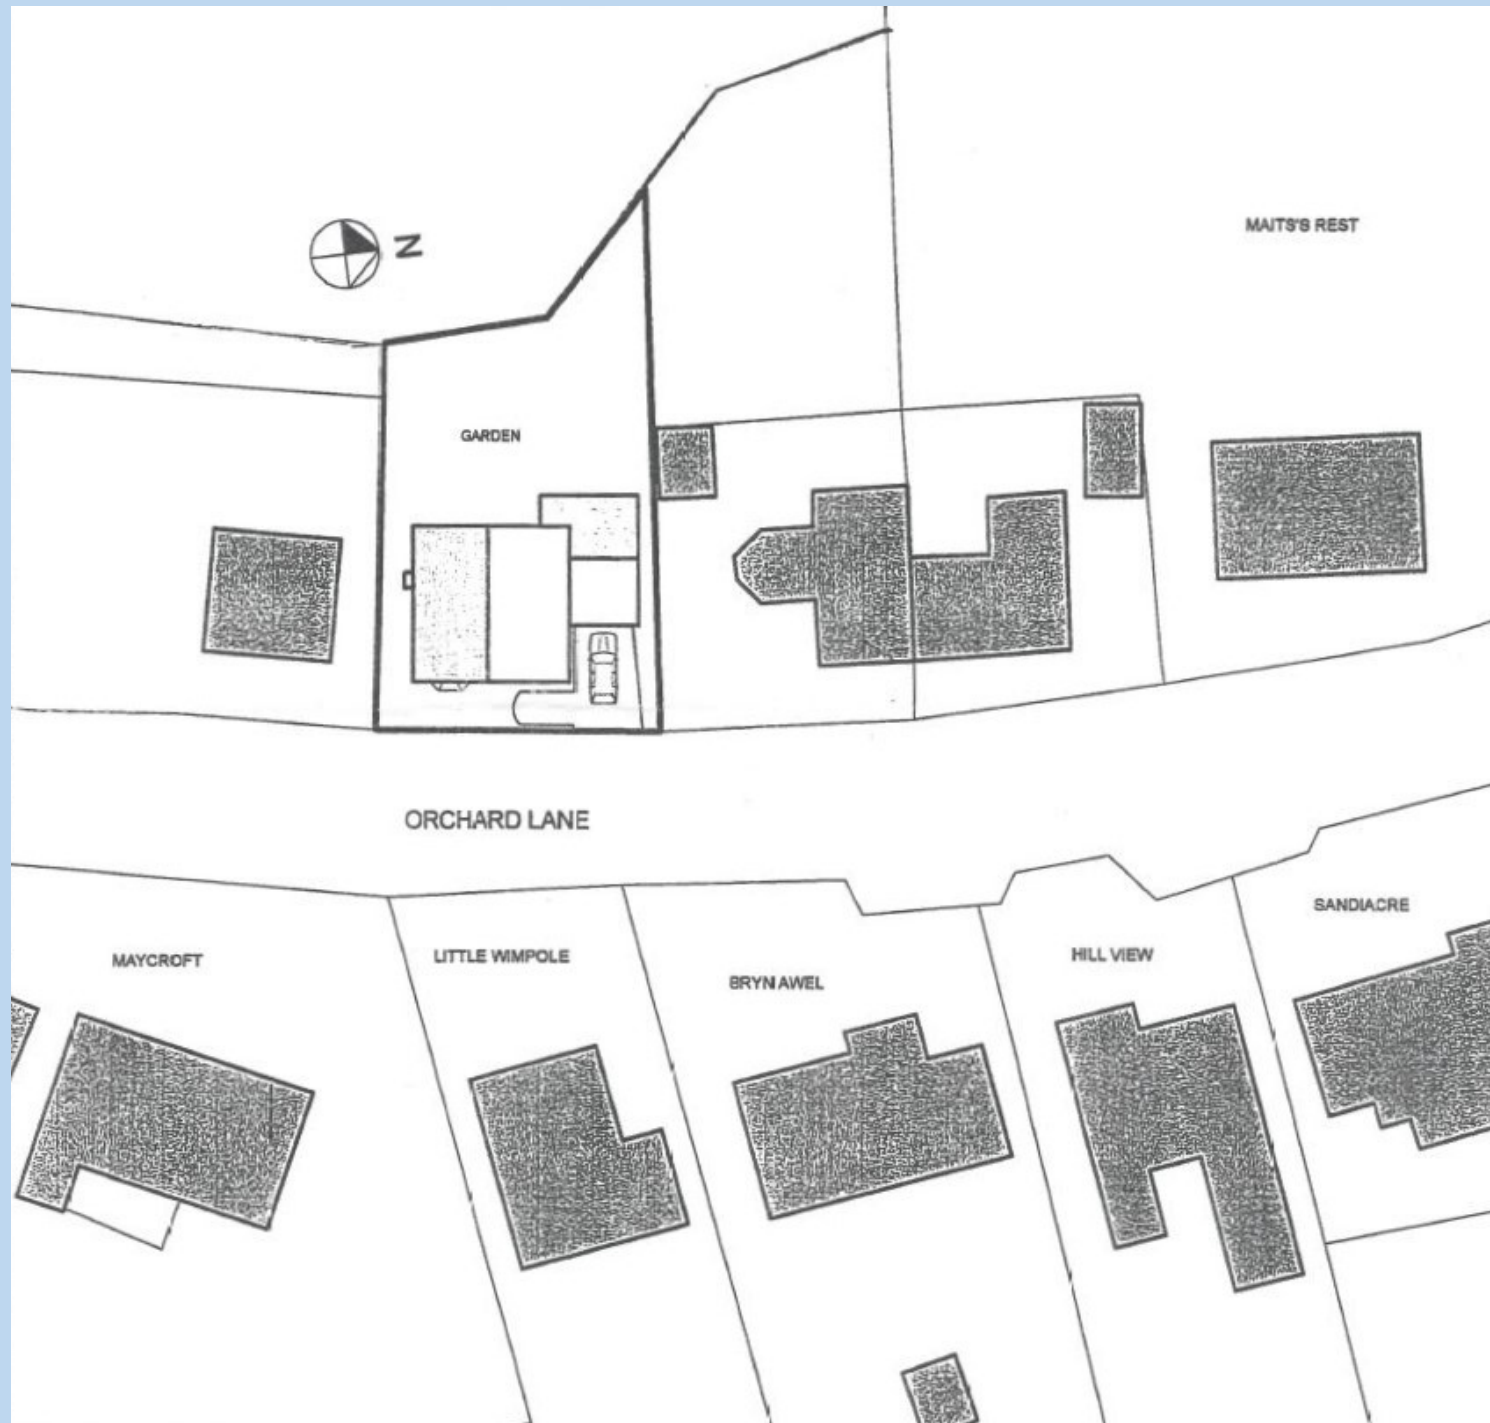 MAITS'S REST
N
GARDEN
ORCHARD LANE
SANDIACRE
MAYCROFT
LITTLE WIMPOLE
HILL VIEW
BRYN AWEL